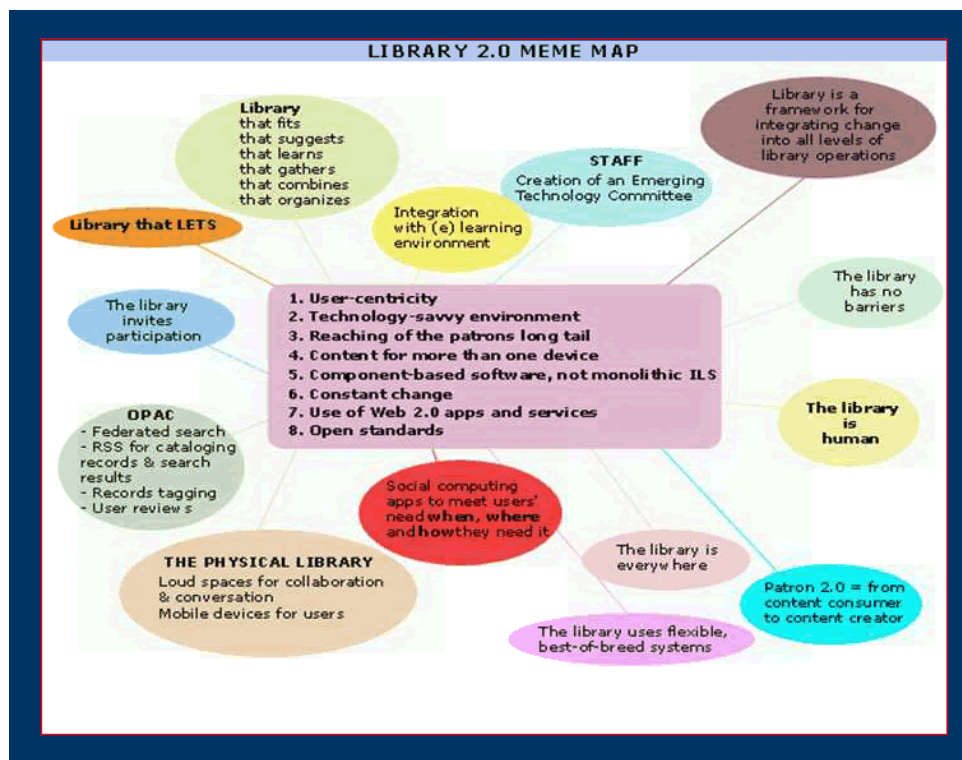 LIBRARY 2.0 MEME MAP
Library
that fits
that suggests
that learns
that gathers
that combines
that organizes
Library is a
framework for
integrating change
into all levels of
library operations
STAFF
Creation of an Emerging
Technology Committee
Integration
with (e) learning
environment
Library that LETS
The library
has no
barriers
The library
invites
participation
1. User-centricity
2. Technology-savvy environment
3. Reaching of the patrons long tail
4. Content for more than one device
5. Component-based software, not monolithic ILS
6. Constant change
7. Use of Web 2.0 apps and services
8. Open standards
The library
is
human
OPAC
- Federated search
- RSS for cataloging
records & search
results
- Records tagging
- User reviews
Social computing
apps to meet users'
need when, where
and how they need it
THE PHYSICAL LIBRARY
Loud spaces for collaboration
& conversation
Mobile devices for users
The library is
everywhere
Patron 2.0 = from
content consumer
to content creator
The library uses flexible,
best-of-breed systems